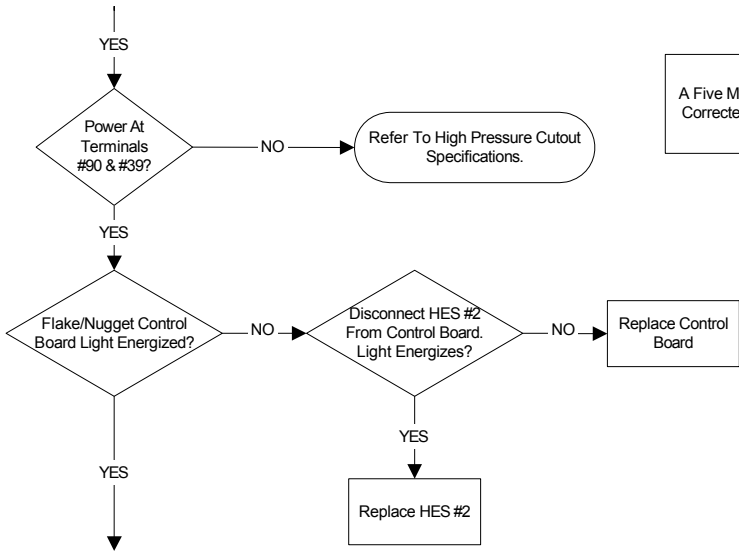 YES
Power At
Terminals
#90 & #39?
NO
Refer To High Pressure Cutout
Specifications.
A Five M
Correcte
YES
Flake/Nugget Control
Board Light Energized?
NO
Disconnect HES #2
From Control Board.
Light Energizes?
NO
Replace Control
Board
YES
YES
Replace HES #2